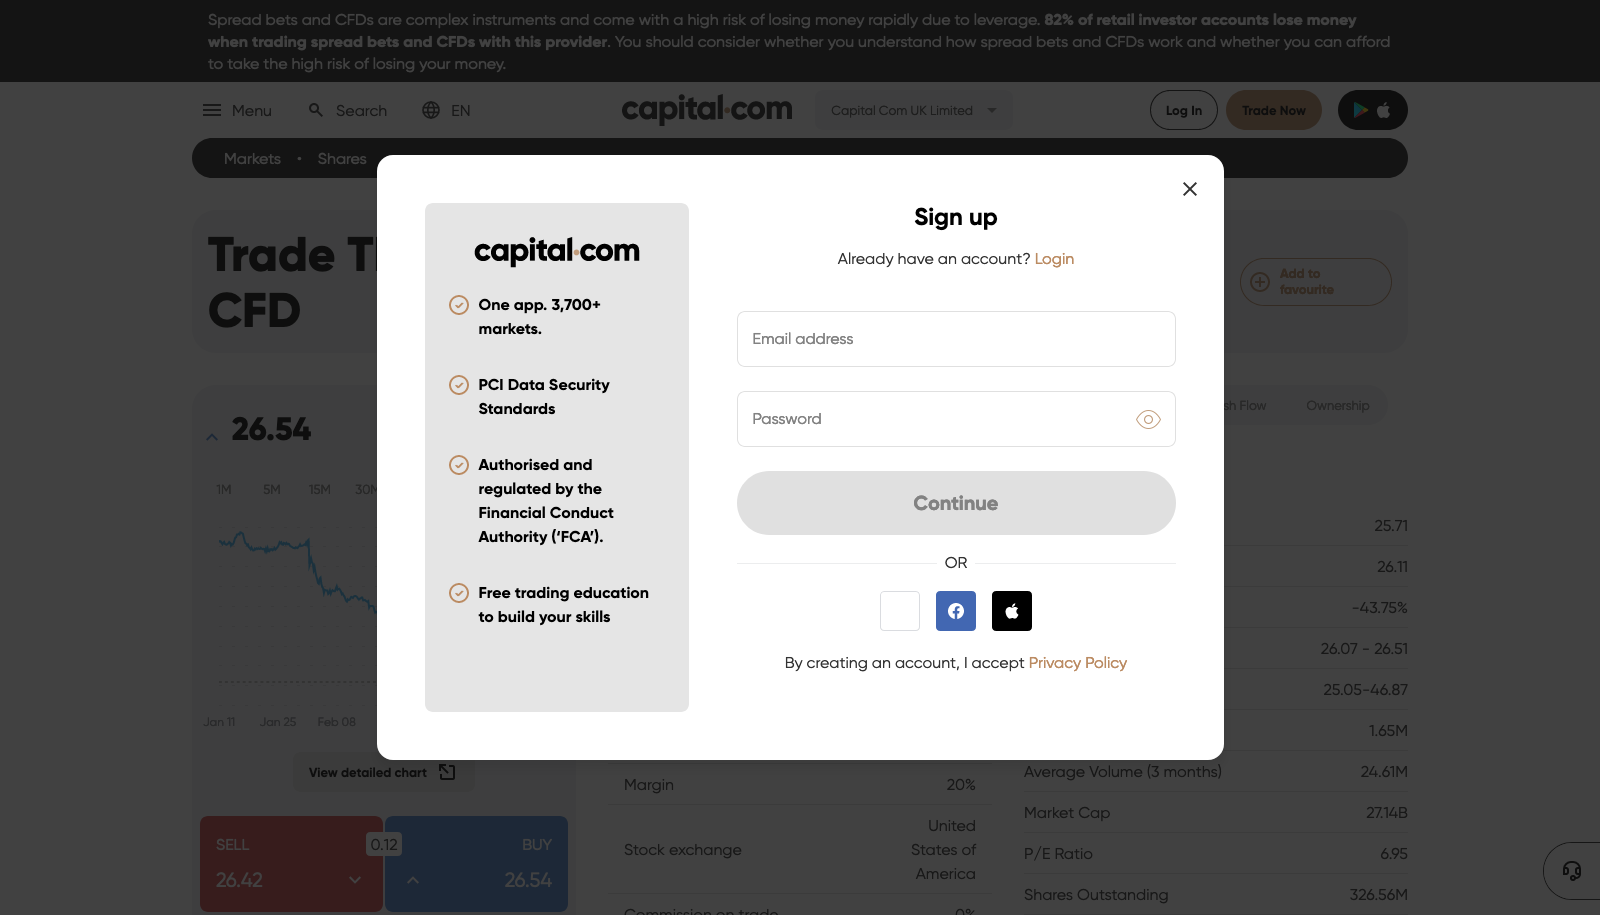 Spread bets and CFDs are complex instruments and come with a high risk of losing money rapidly due to leverage. 82% of retail investor accounts lose money
when trading spread bets and CFDs with this provider. You should consider whether you understand how spread bets and CFDs work and whether you can afford
to take the high risk of losing your money.
Menu
Search
EN
capital.com
Capital Com UK Limited
Log In
Trade Now
Markets • Shares
Trade
CFD
Add to
favourite
26.54
1M 5M 15M
Jan 11 Jan 25 Feb 08
View detailed chart
SELL
26.42
0.12
BUY
26.54
capital.com
One app. 3,700+
markets.
PCI Data Security
Standards
Authorised and
regulated by the
Financial Conduct
Authority (‘FCA’).
Free trading education
to build your skills
Sign up
Already have an account? Login
Email address
Password
Continue
OR
By creating an account, I accept Privacy Policy
Margin 20%
Stock exchange United
States of
America
Commission on trade 0%
Flow Ownership
25.71
26.11
-43.75%
26.07 - 26.51
25.05-46.87
1.65M
Average Volume (3 months) 24.61M
Market Cap 27.14B
P/E Ratio 6.95
Shares Outstanding 326.56M